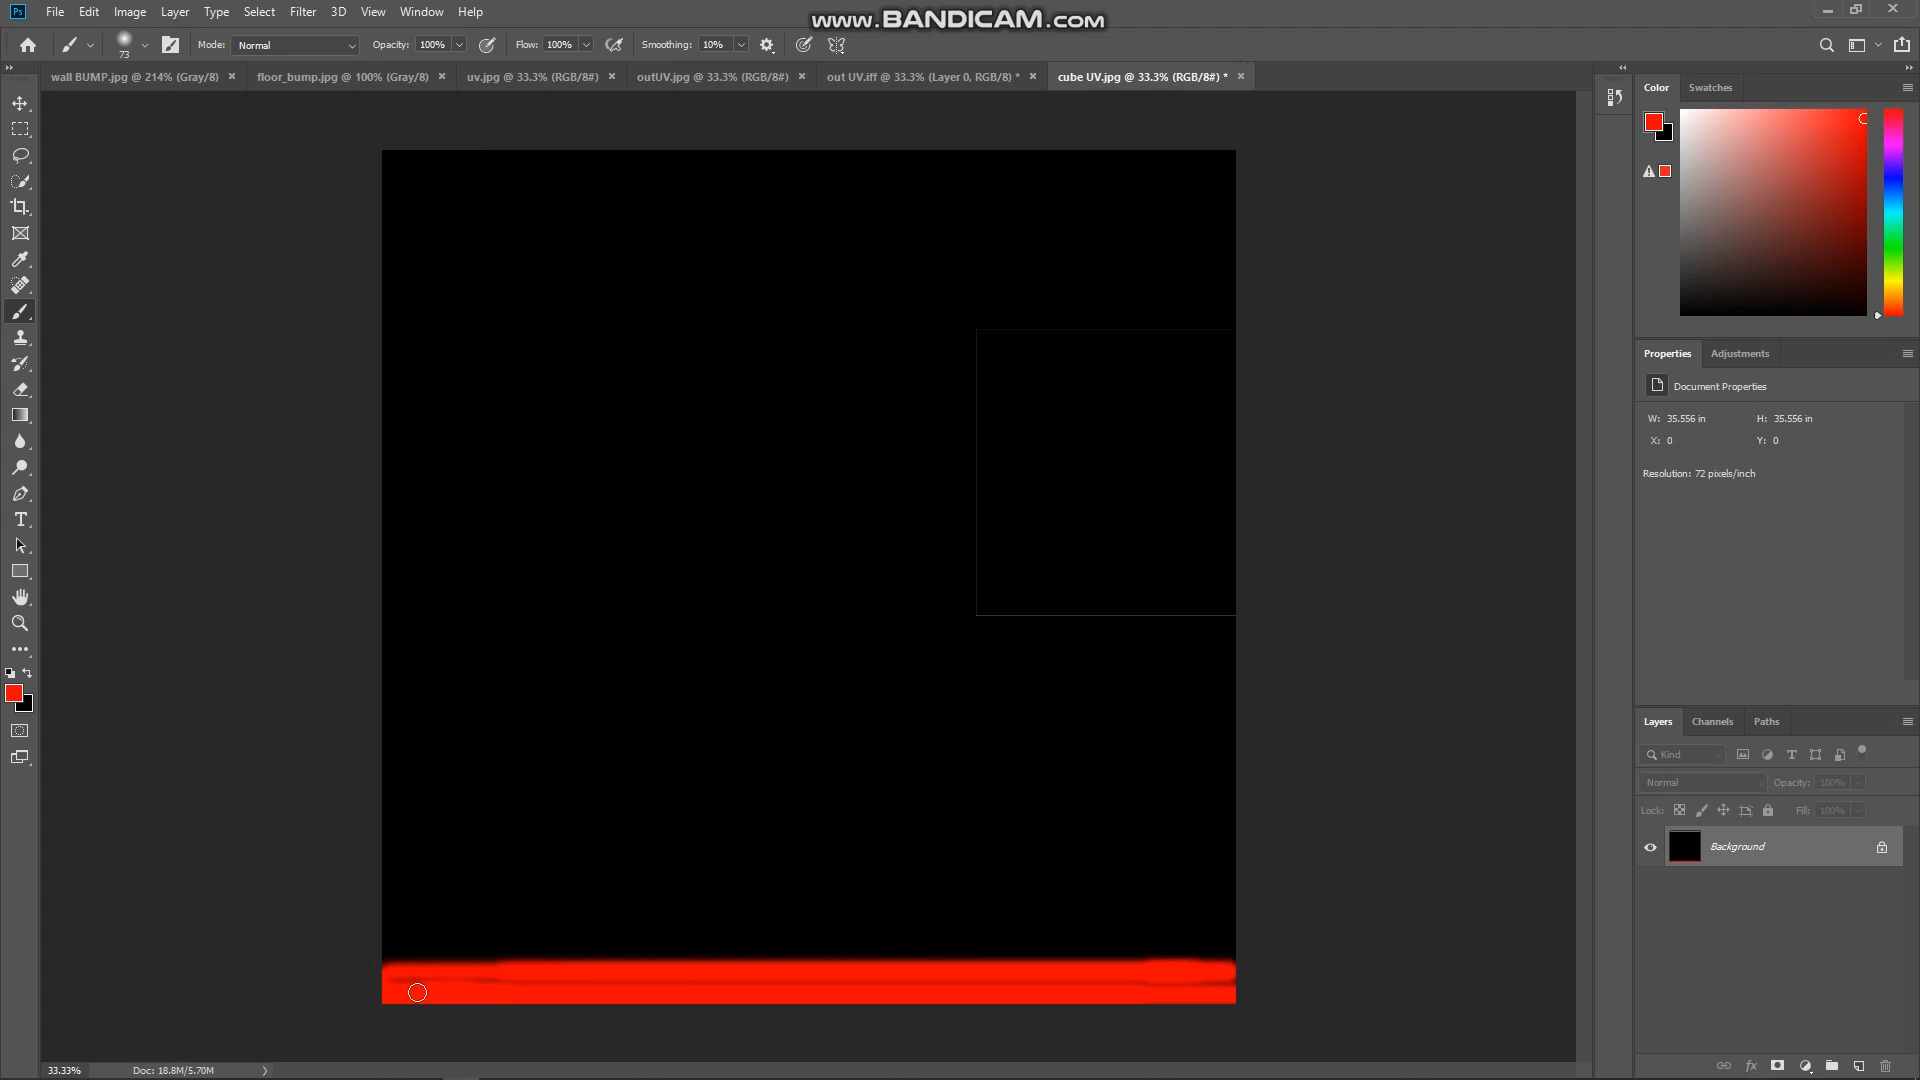 Ps File Edit Image Layer Type Select Filter 3D View Window Help
WWW.BANDICAM.COM
73 Mode: Normal Opacity: 100% Flow: 100% Smoothing: 10%
wall BUMP.jpg @ 214% (Gray/8) floor_bump.jpg @ 100% (Gray/8) uv.jpg @ 33.3% (RGB/8#) outUV.jpg @ 33.3% (RGB/8#) out UV.iff @ 33.3% (Layer 0, RGB/8) * cube UV.jpg @ 33.3% (RGB/8#) *
Color Swatches
Properties Adjustments
Document Properties
W: 35.556 in H: 35.556 in
X: 0 Y: 0
Resolution: 72 pixels/inch
Layers Channels Paths
Kind
Normal Opacity: 100%
Lock: Fill: 100%
Background
33.33% Doc: 18.8M/5.70M